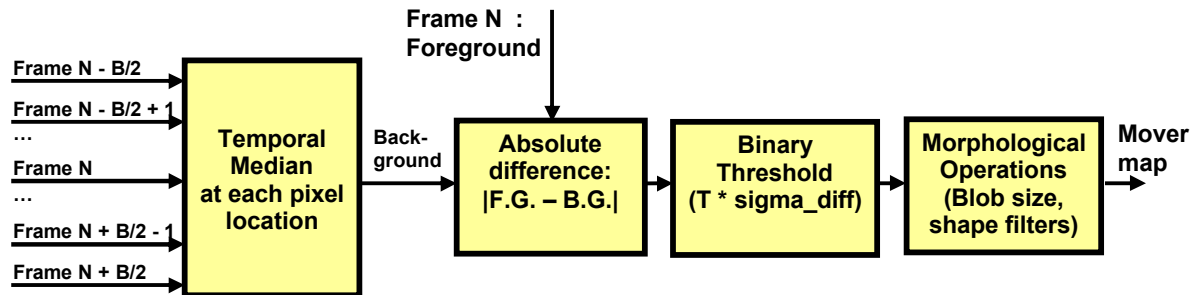 Frame N - B/2
Frame N - B/2 + 1
…
Frame N
…
Frame N + B/2 - 1
Frame N + B/2
Temporal
Median
at each pixel
location
Back-
ground
Frame N :
Foreground
Absolute
difference:
|F.G. – B.G.|
Binary
Threshold
(T * sigma_diff)
Morphological
Operations
(Blob size,
shape filters)
Mover
map